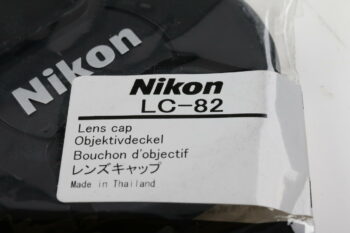 Nikon
Nikon
LC-82
Lens cap
Objektivdeckel
Bouchon d'objectif
レンズキャップ
Made in Thailand